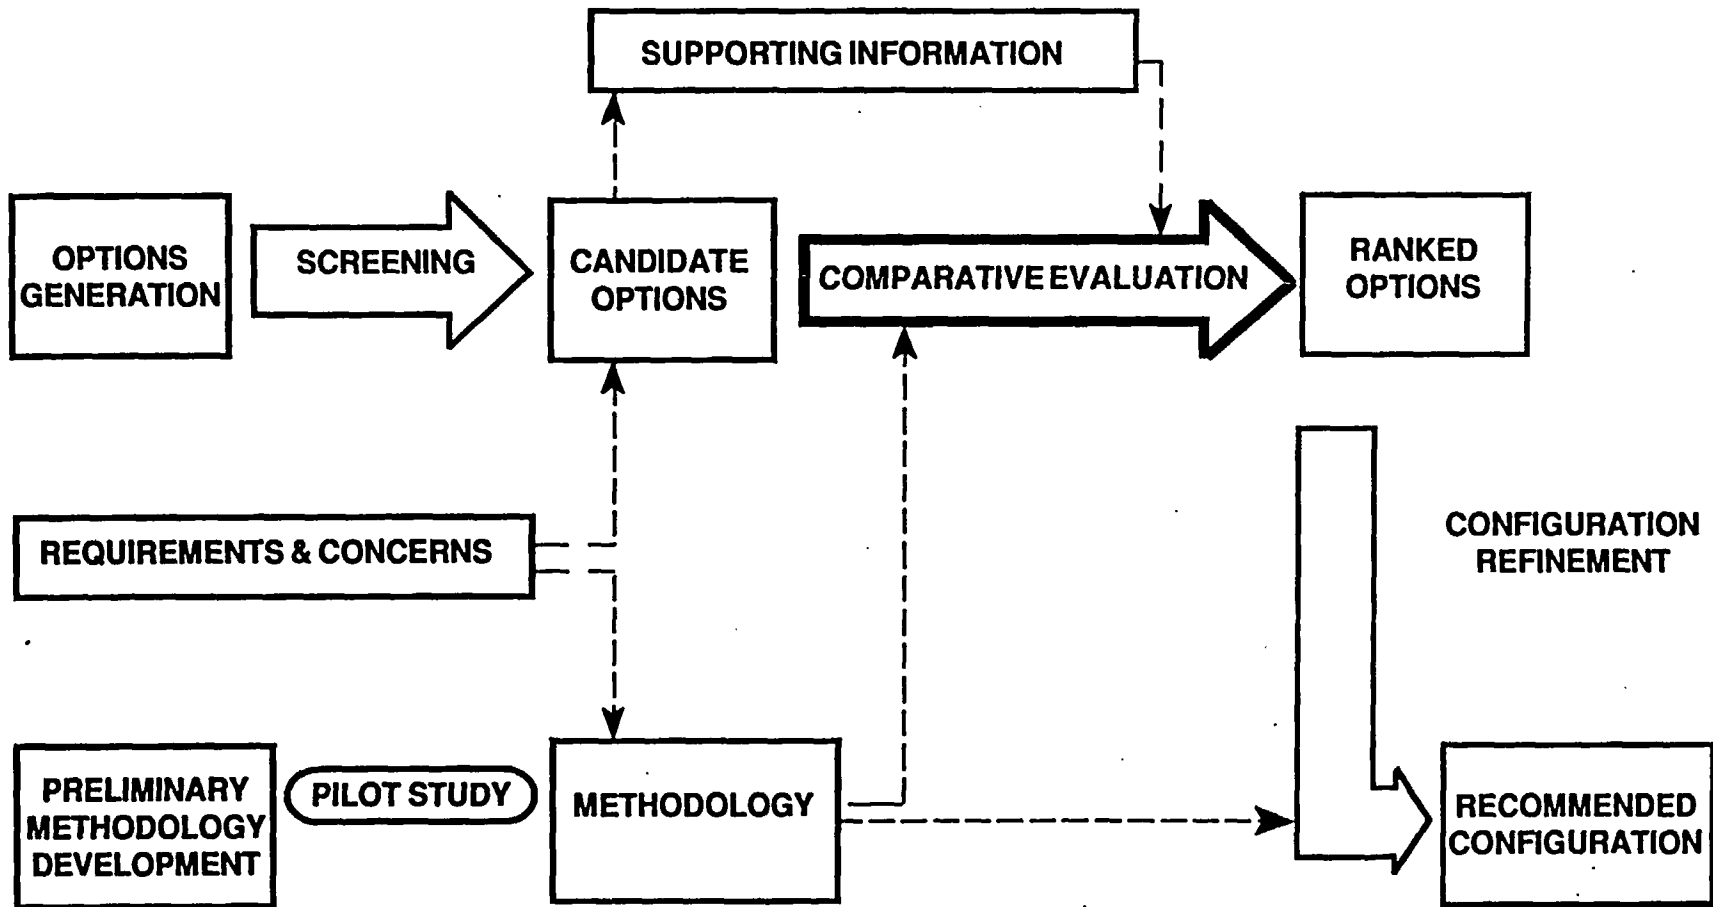 SUPPORTING INFORMATION
OPTIONS
GENERATION
SCREENING
CANDIDATE
OPTIONS
COMPARATIVE EVALUATION
RANKED
OPTIONS
REQUIREMENTS & CONCERNS
CONFIGURATION
REFINEMENT
PRELIMINARY
METHODOLOGY
DEVELOPMENT
PILOT STUDY
METHODOLOGY
RECOMMENDED
CONFIGURATION